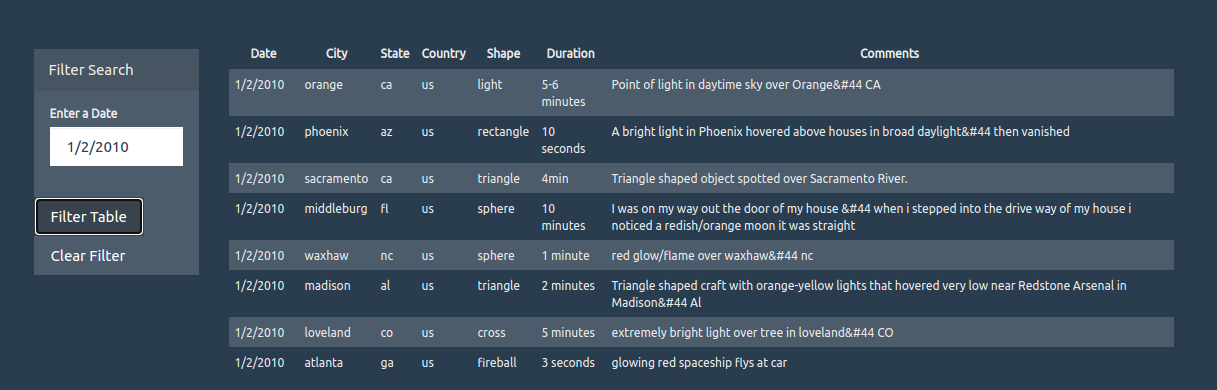 Date City State Country Shape Duration Comments
Filter Search
Enter a Date
1/2/2010
Filter Table
Clear Filter
1/2/2010 orange ca us light 5-6 Point of light in daytime sky over Orange&#44 CA
minutes
1/2/2010 phoenix az us rectangle 10 A bright light in Phoenix hovered above houses in broad daylight&#44 then vanished
seconds
1/2/2010 sacramento ca us triangle 4min Triangle shaped object spotted over Sacramento River.
1/2/2010 middleburg fl us sphere 10 I was on my way out the door of my house &#44 when i stepped into the drive way of my house i
minutes noticed a redish/orange moon it was straight
1/2/2010 waxhaw nc us sphere 1 minute red glow/flame over waxhaw&#44 nc
1/2/2010 madison al us triangle 2 minutes Triangle shaped craft with orange-yellow lights that hovered very low near Redstone Arsenal in
Madison&#44 Al
1/2/2010 loveland co us cross 5 minutes extremely bright light over tree in loveland&#44 CO
1/2/2010 atlanta ga us fireball 3 seconds glowing red spaceship flys at car